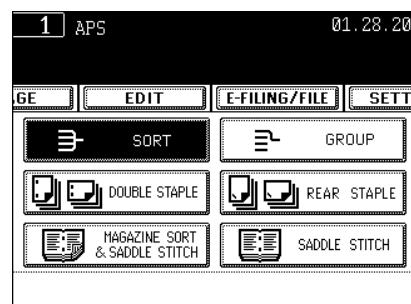 1 APS 01.28.20
GE EDIT E-FILING/FILE SETT
SORT GROUP
DOUBLE STAPLE REAR STAPLE
MAGAZINE SORT
& SADDLE STITCH SADDLE STITCH